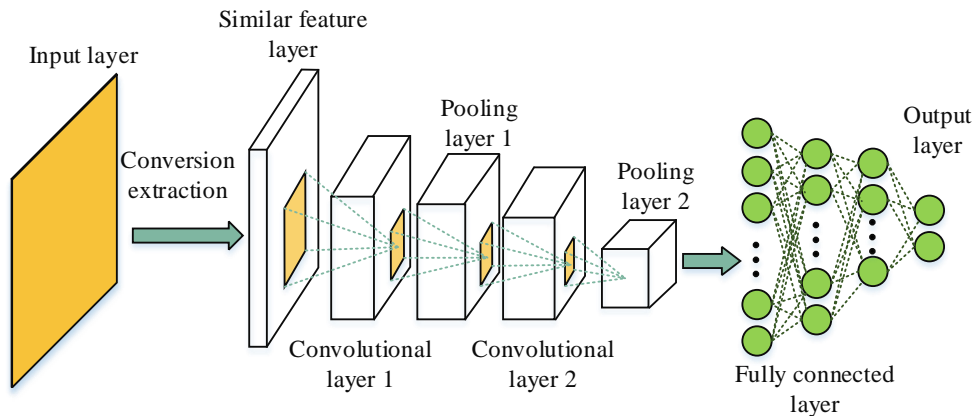 Input layer
Conversion
extraction
Similar feature
layer
Convolutional
layer 1
Pooling
layer 1
Convolutional
layer 2
Pooling
layer 2
Fully connected
layer
Output
layer